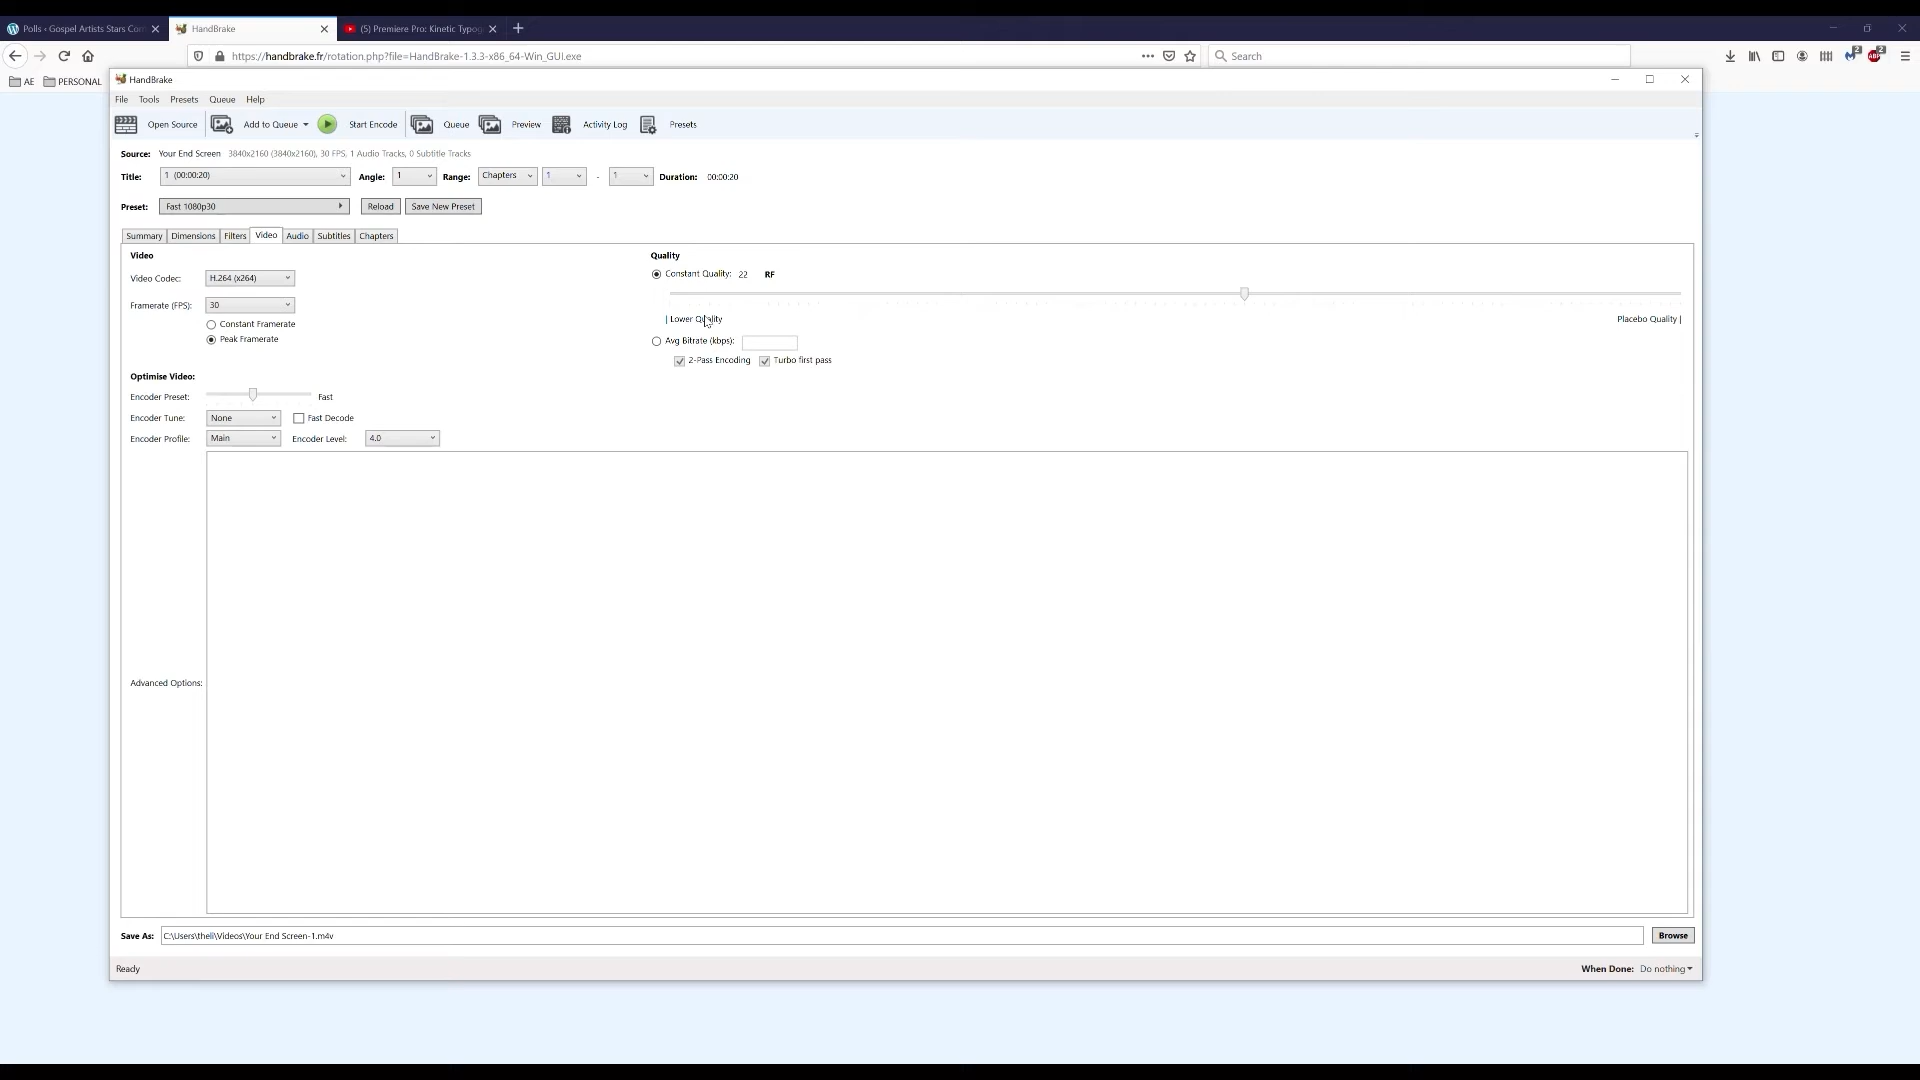 Polls ‹ Gospel Artists Stars Con
HandBrake
(5) Premiere Pro: Kinetic Typog
https://handbrake.fr/rotation.php?file=HandBrake-1.3.3-x86_64-Win_GUI.exe
Search
2
2
ABP
AE
PERSONAL
HandBrake
File Tools Presets Queue Help
Open Source Add to Queue Start Encode Queue Preview Activity Log Presets
Source: Your End Screen 3840x2160 (3840x2160), 30 FPS, 1 Audio Tracks, 0 Subtitle Tracks
Title: 1 (00:00:20) Angle: 1 Range: Chapters 1 - 1 Duration: 00:00:20
Preset: Fast 1080p30 Reload Save New Preset
Summary Dimensions Filters Video Audio Subtitles Chapters
Video
Quality
Video Codec: H.264 (x264)
Constant Quality: 22 RF
Framerate (FPS): 30
Constant Framerate
Peak Framerate
| Lower Quality
Placebo Quality |
Avg Bitrate (kbps):
2-Pass Encoding Turbo first pass
Optimise Video:
Encoder Preset: Fast
Encoder Tune: None Fast Decode
Encoder Profile: Main Encoder Level: 4.0
Advanced Options:
Save As: C:\Users\theli\Videos\Your End Screen-1.m4v Browse
Ready
When Done: Do nothing